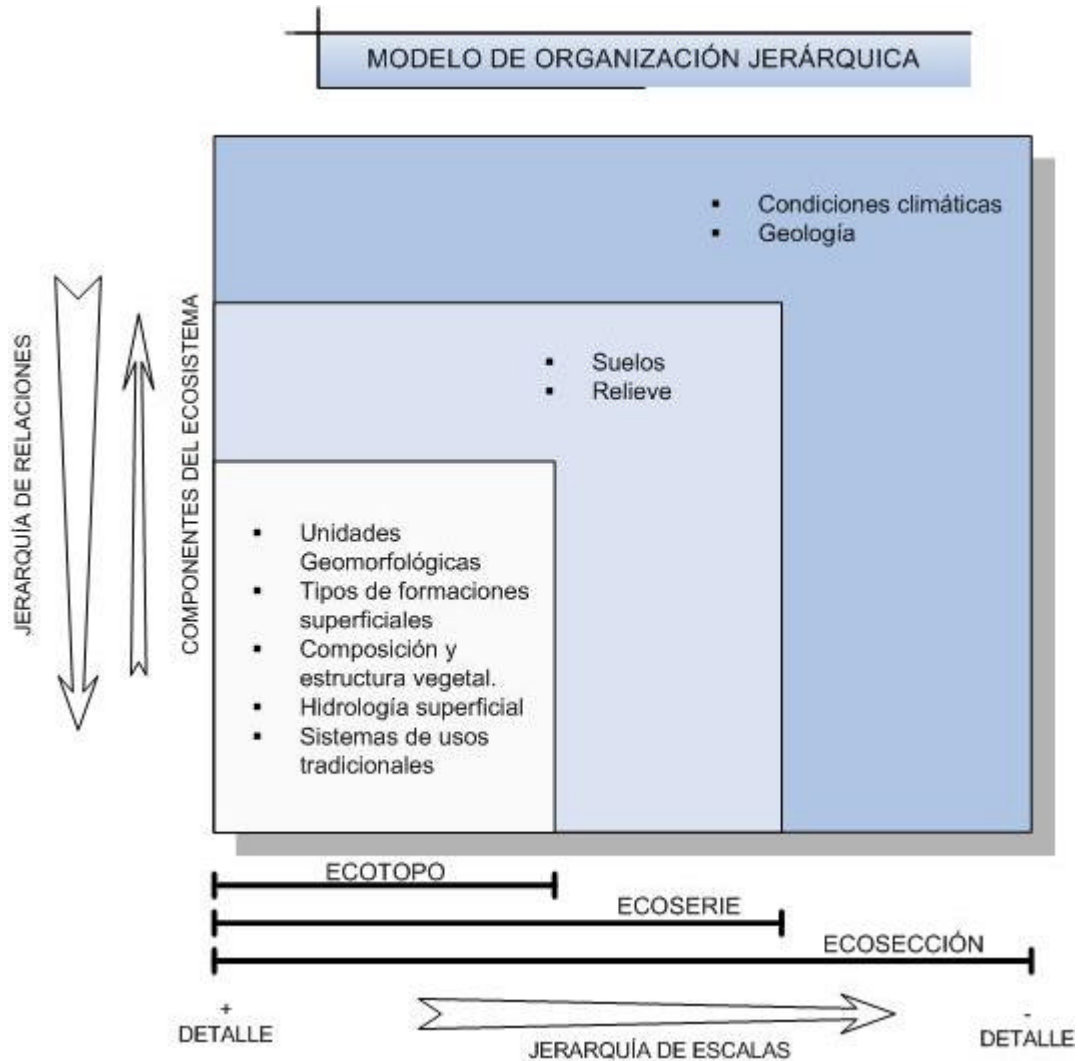 MODELO DE ORGANIZACIÓN JERÁRQUICA
▪ Condiciones climáticas
▪ Geología
▪ Suelos
▪ Relieve
▪ Unidades
Geomorfológicas
▪ Tipos de formaciones
superficiales
▪ Composición y
estructura vegetal.
▪ Hidrología superficial
▪ Sistemas de usos
tradicionales
JERARQUÍA DE RELACIONES
COMPONENTES DEL ECOSISTEMA
ECOTOPO
ECOSERIE
ECOSECCIÓN
+
DETALLE
JERARQUÍA DE ESCALAS
-
DETALLE